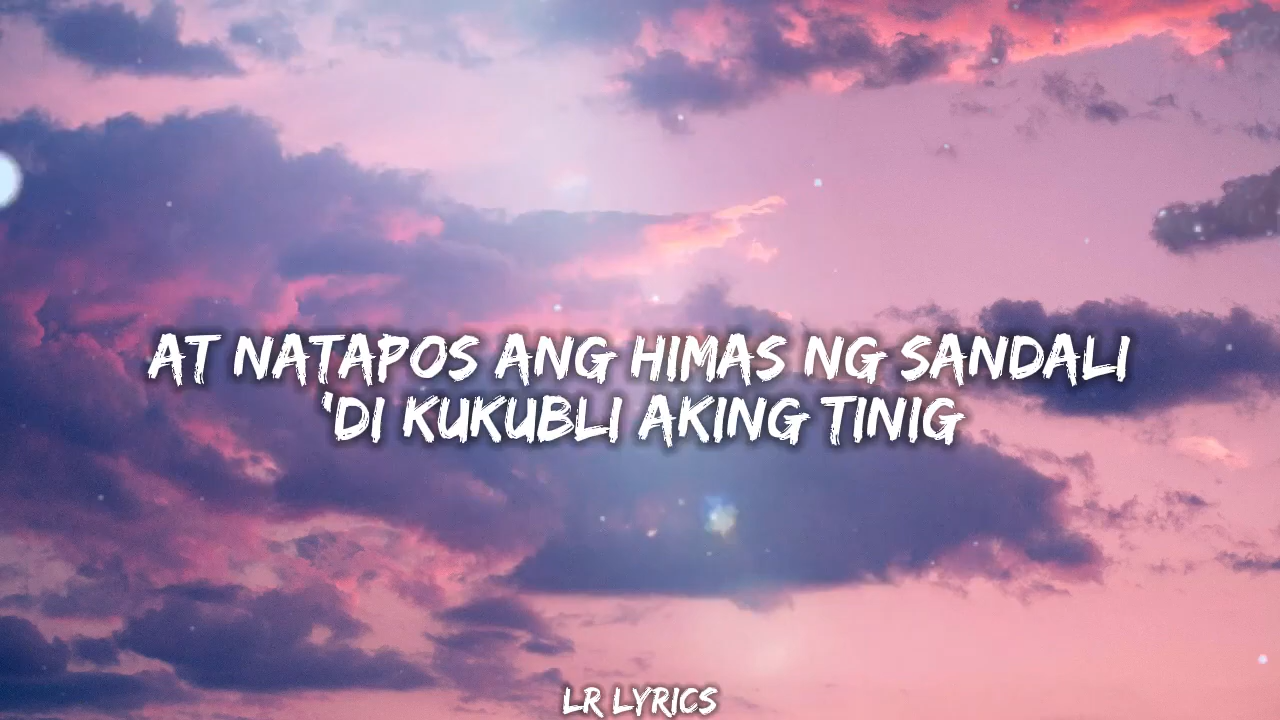 AT NATAPOS ANG HIMAS NG SANDALI
'DI KUKUBLI AKING TINIG
LR LYRICS